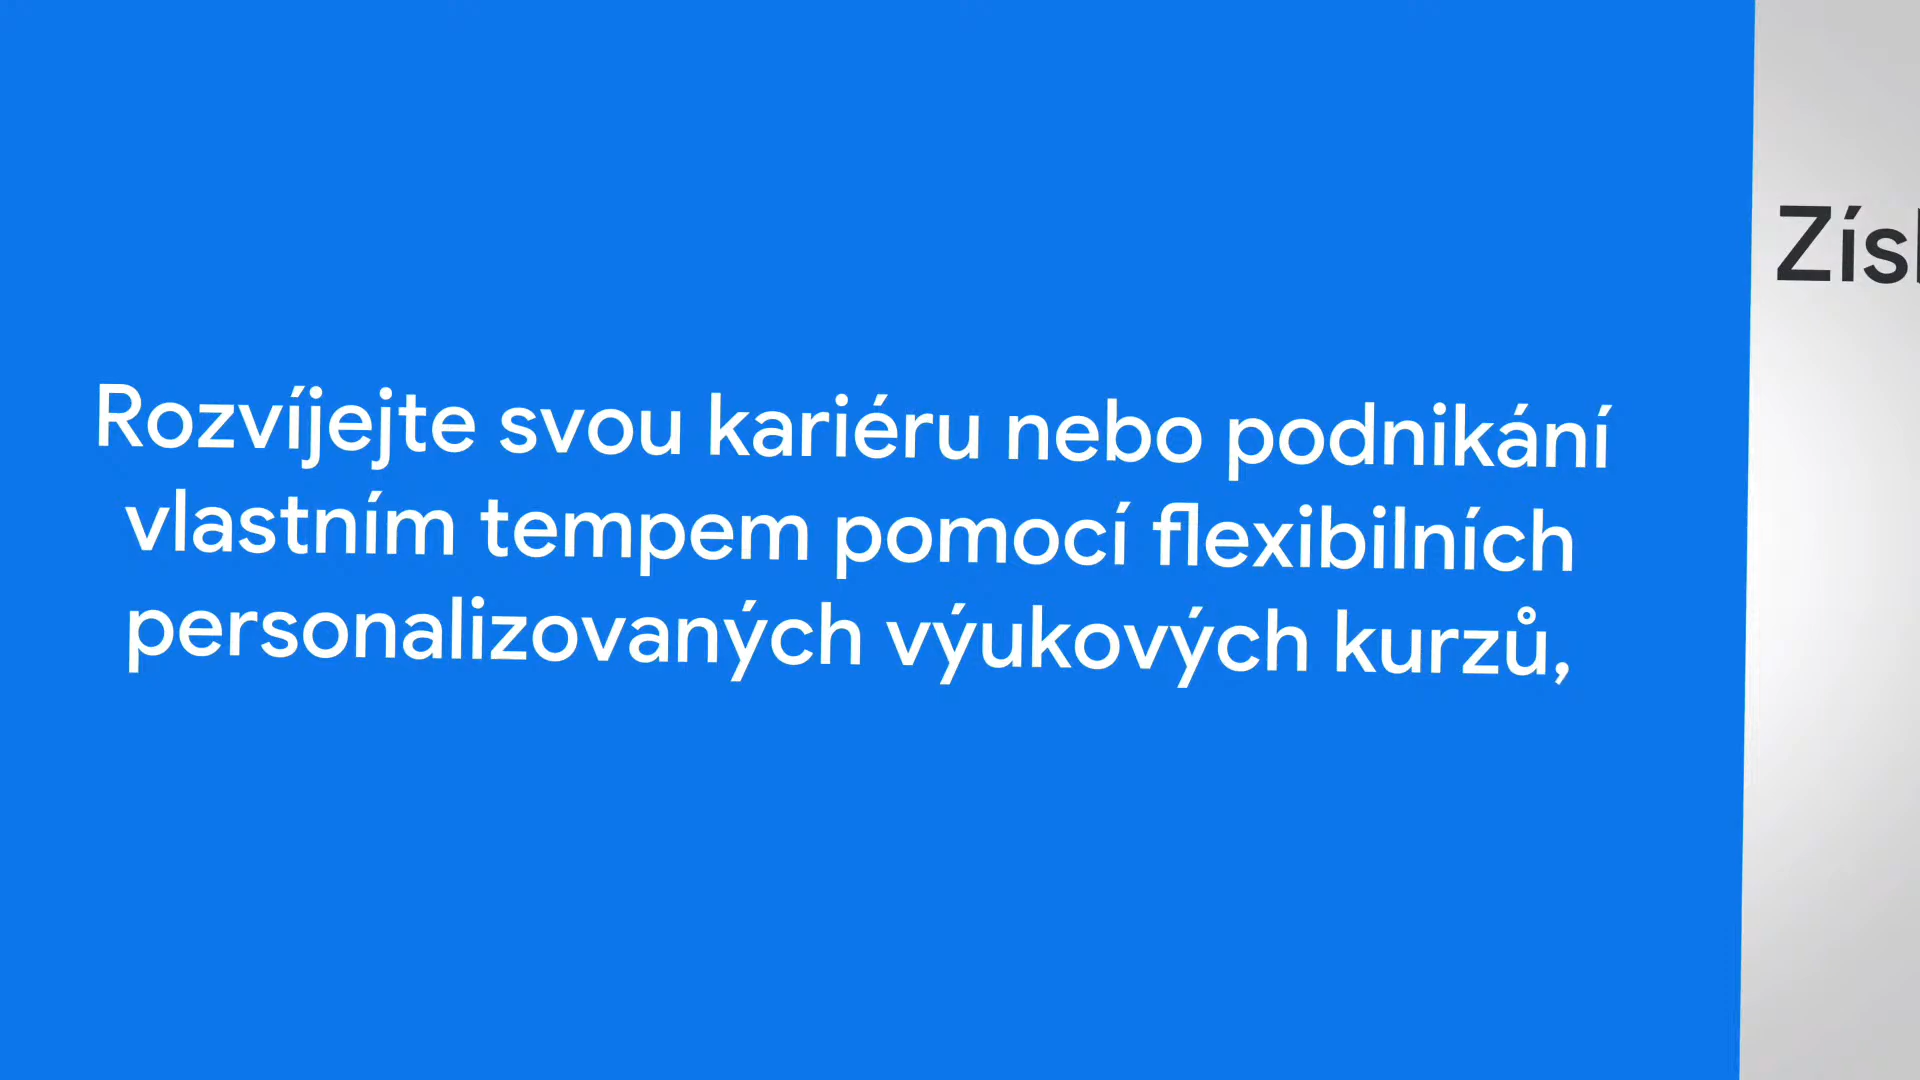 Rozvíjejte svou kariéru nebo podnikání
vlastním tempem pomocí flexibilních
personalizovaných výukových kurzů,